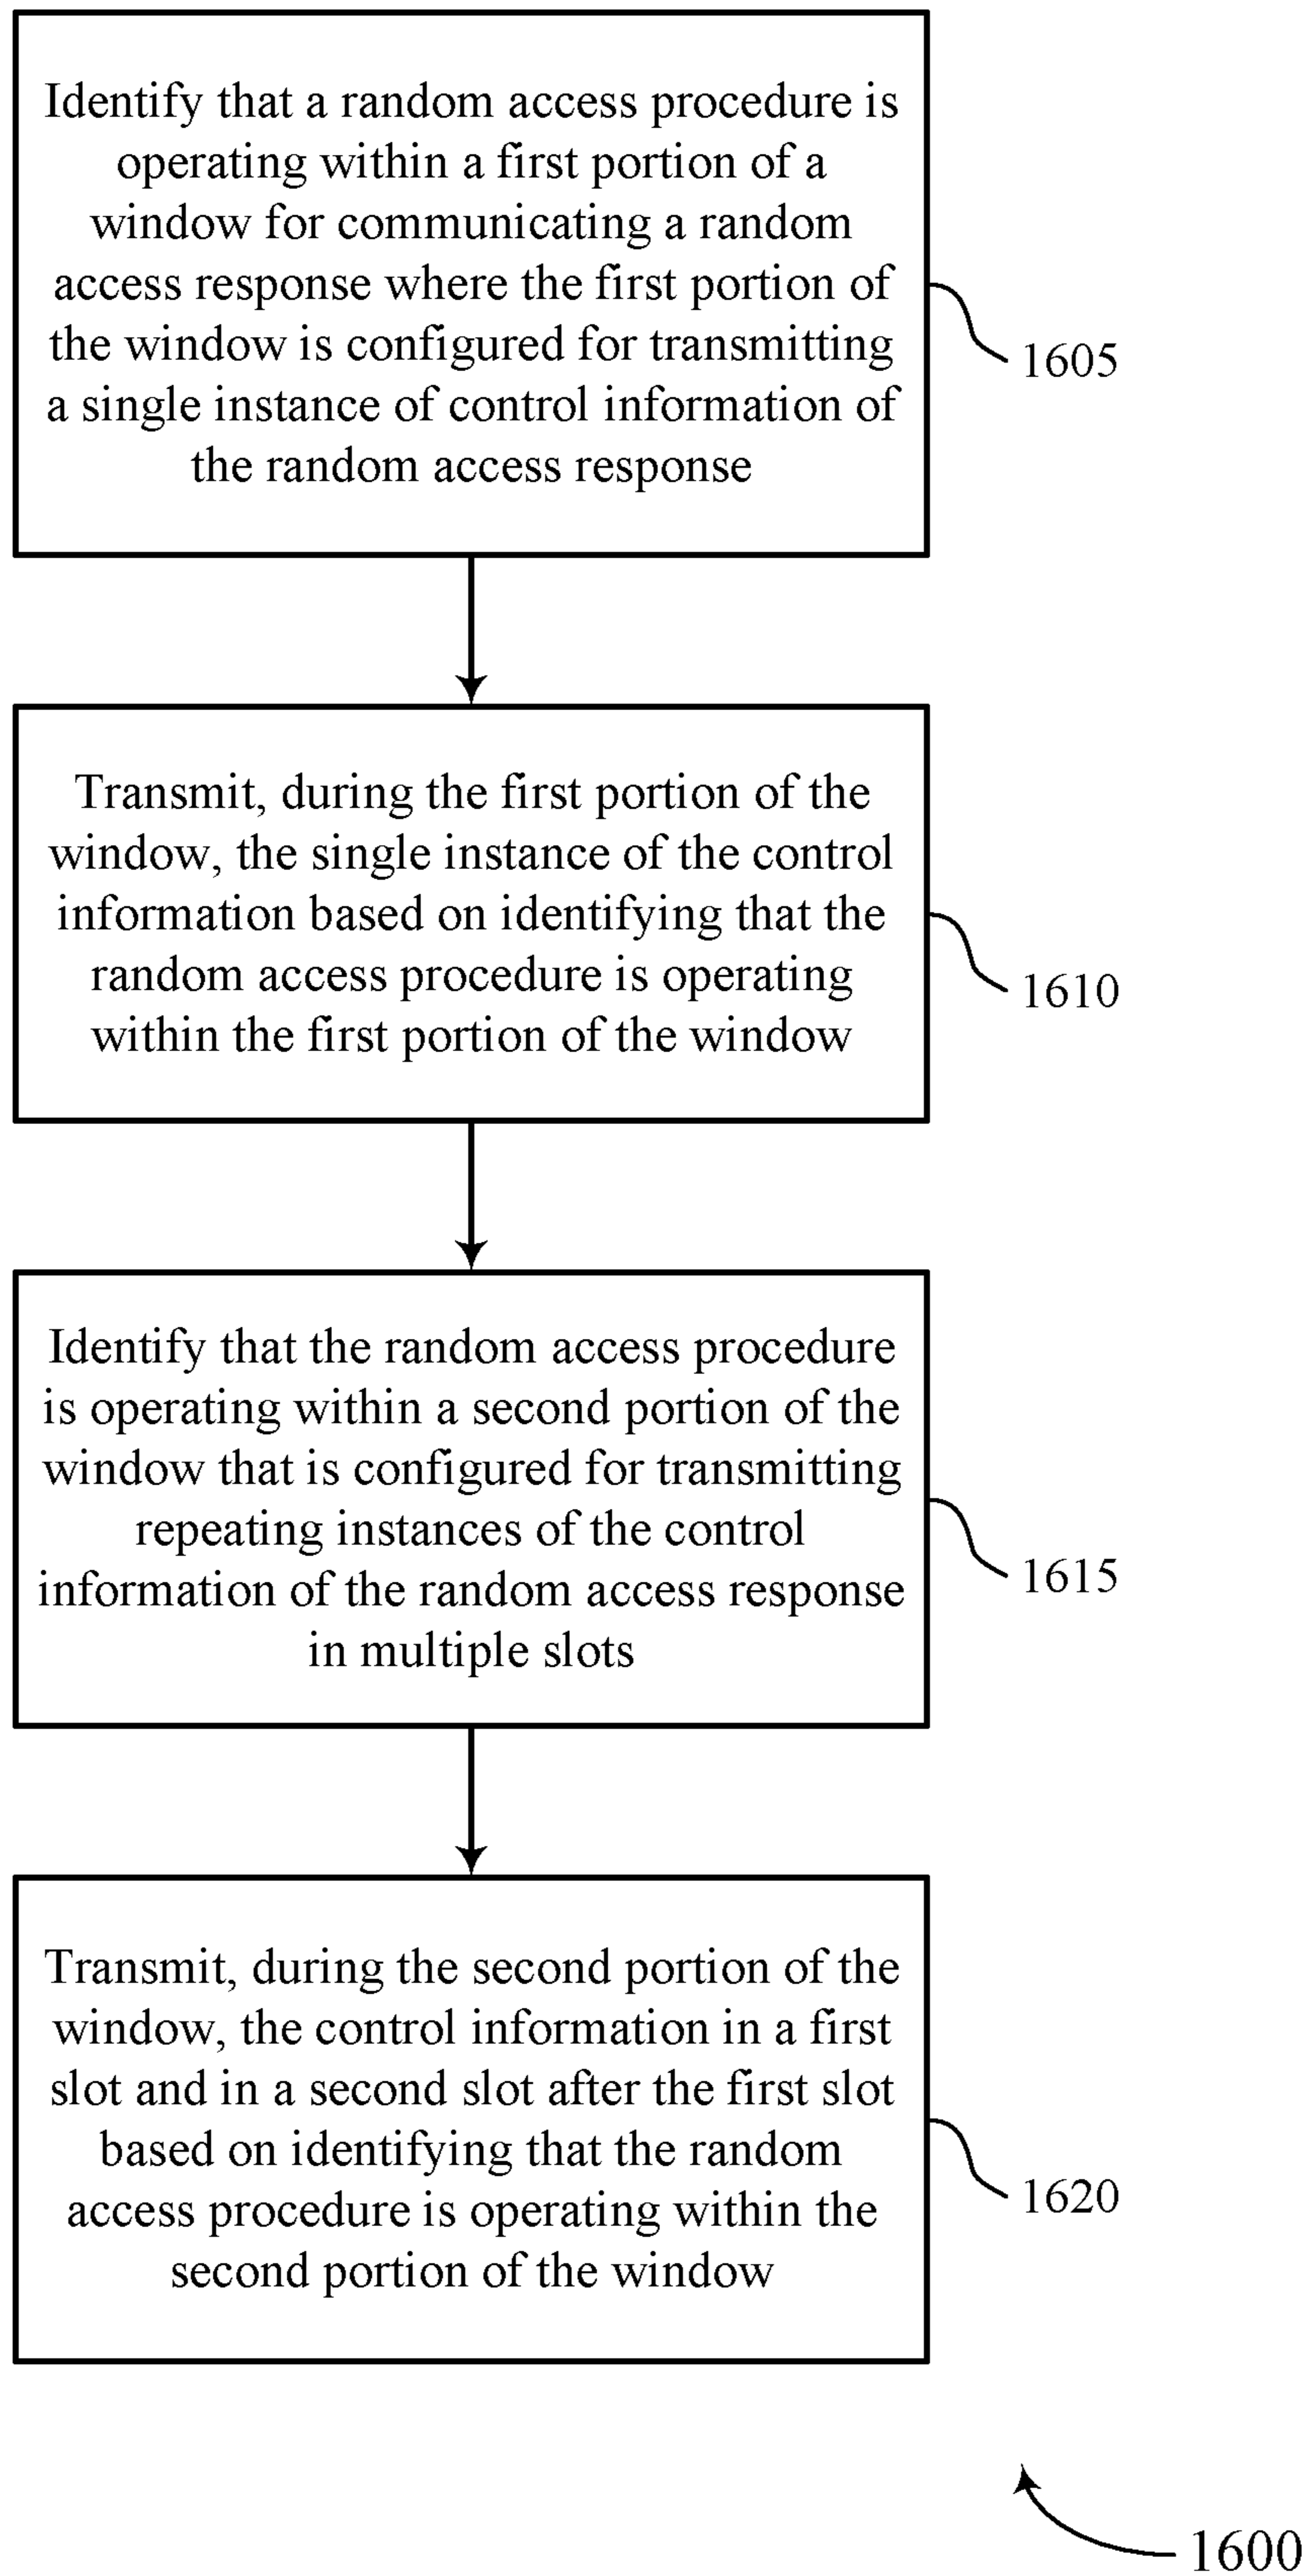 Identify that a random access procedure is
operating within a first portion of a
window for communicating a random
access response where the first portion of
the window is configured for transmitting
a single instance of control information of
the random access response
1605
Transmit, during the first portion of the
window, the single instance of the control
information based on identifying that the
random access procedure is operating
within the first portion of the window
1610
Identify that the random access procedure
is operating within a second portion of the
window that is configured for transmitting
repeating instances of the control
information of the random access response
in multiple slots
1615
Transmit, during the second portion of the
window, the control information in a first
slot and in a second slot after the first slot
based on identifying that the random
access procedure is operating within the
second portion of the window
1620
1600